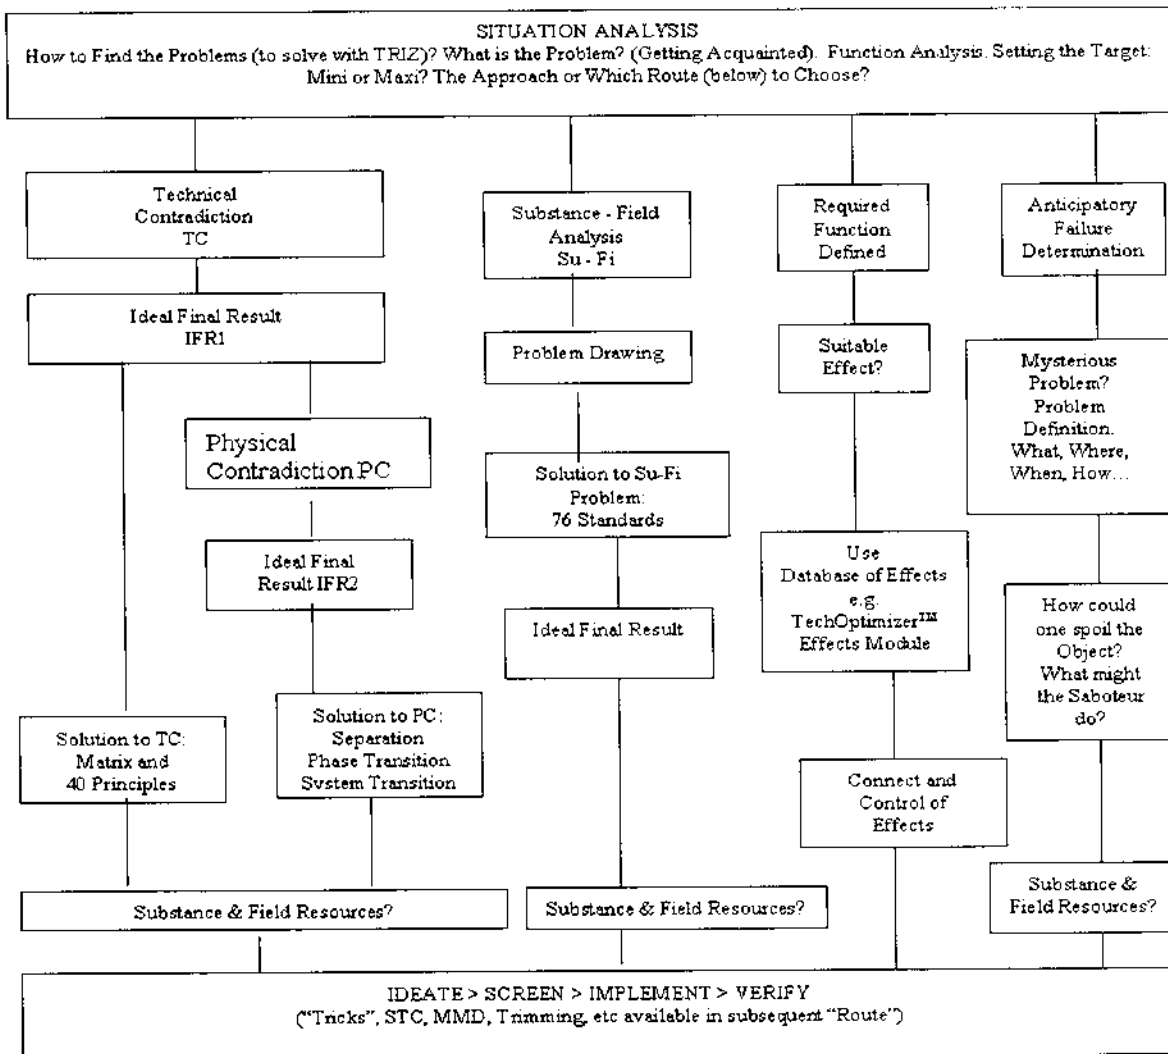 SITUATION ANALYSIS
How to Find the Problems (to solve with TRIZ)? What is the Problem? (Getting Acquainted). Function Analysis. Setting the Target:
Mini or Maxi? The Approach or Which Route (below) to Choose?
Technical
Contradiction
TC
Ideal Final Result
IFR1
Physical
Contradiction PC
Ideal Final
Result IFR2
Solution to TC:
Matrix and
40 Principles
Solution to PC:
Separation
Phase Transition
System Transition
Substance & Field Resources?
Substance - Field
Analysis
Su - Fi
Problem Drawing
Solution to Su-Fi
Problem:
76 Standards
Ideal Final Result
Substance & Field Resources?
Required
Function
Defined
Suitable
Effect?
Use
Database of Effects
e.g.
TechOptimizer™
Effects Module
Connect and
Control of
Effects
Anticipatory
Failure
Determination
Mysterious
Problem?
Problem
Definition.
What, Where,
When, How...
How could
one spoil the
Object?
What might
the Saboteur
do?
Substance &
Field Resources?
IDEATE > SCREEN > IMPLEMENT > VERIFY
("Tricks", STC, MMD, Trimming, etc available in subsequent "Route")